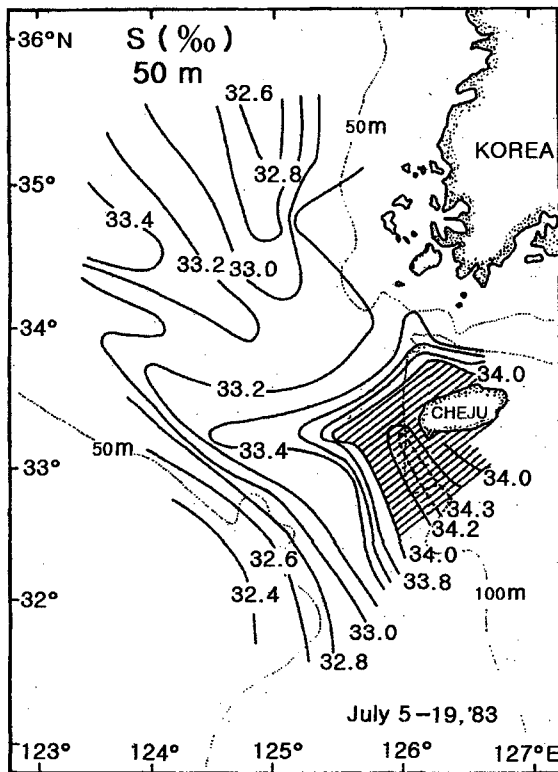 36°N
S (‰)
50 m
32.6
50m
KOREA
35°
32.8
33.4
33.2
33.0
34°
33.2
34.0
CHEJU
33.4
33°
50m
34.0
34.3
34.2
32.6
34.0
32.4
33.8
100m
32°
33.0
32.8
July 5–19,'83
123°
124°
125°
126°
127°E